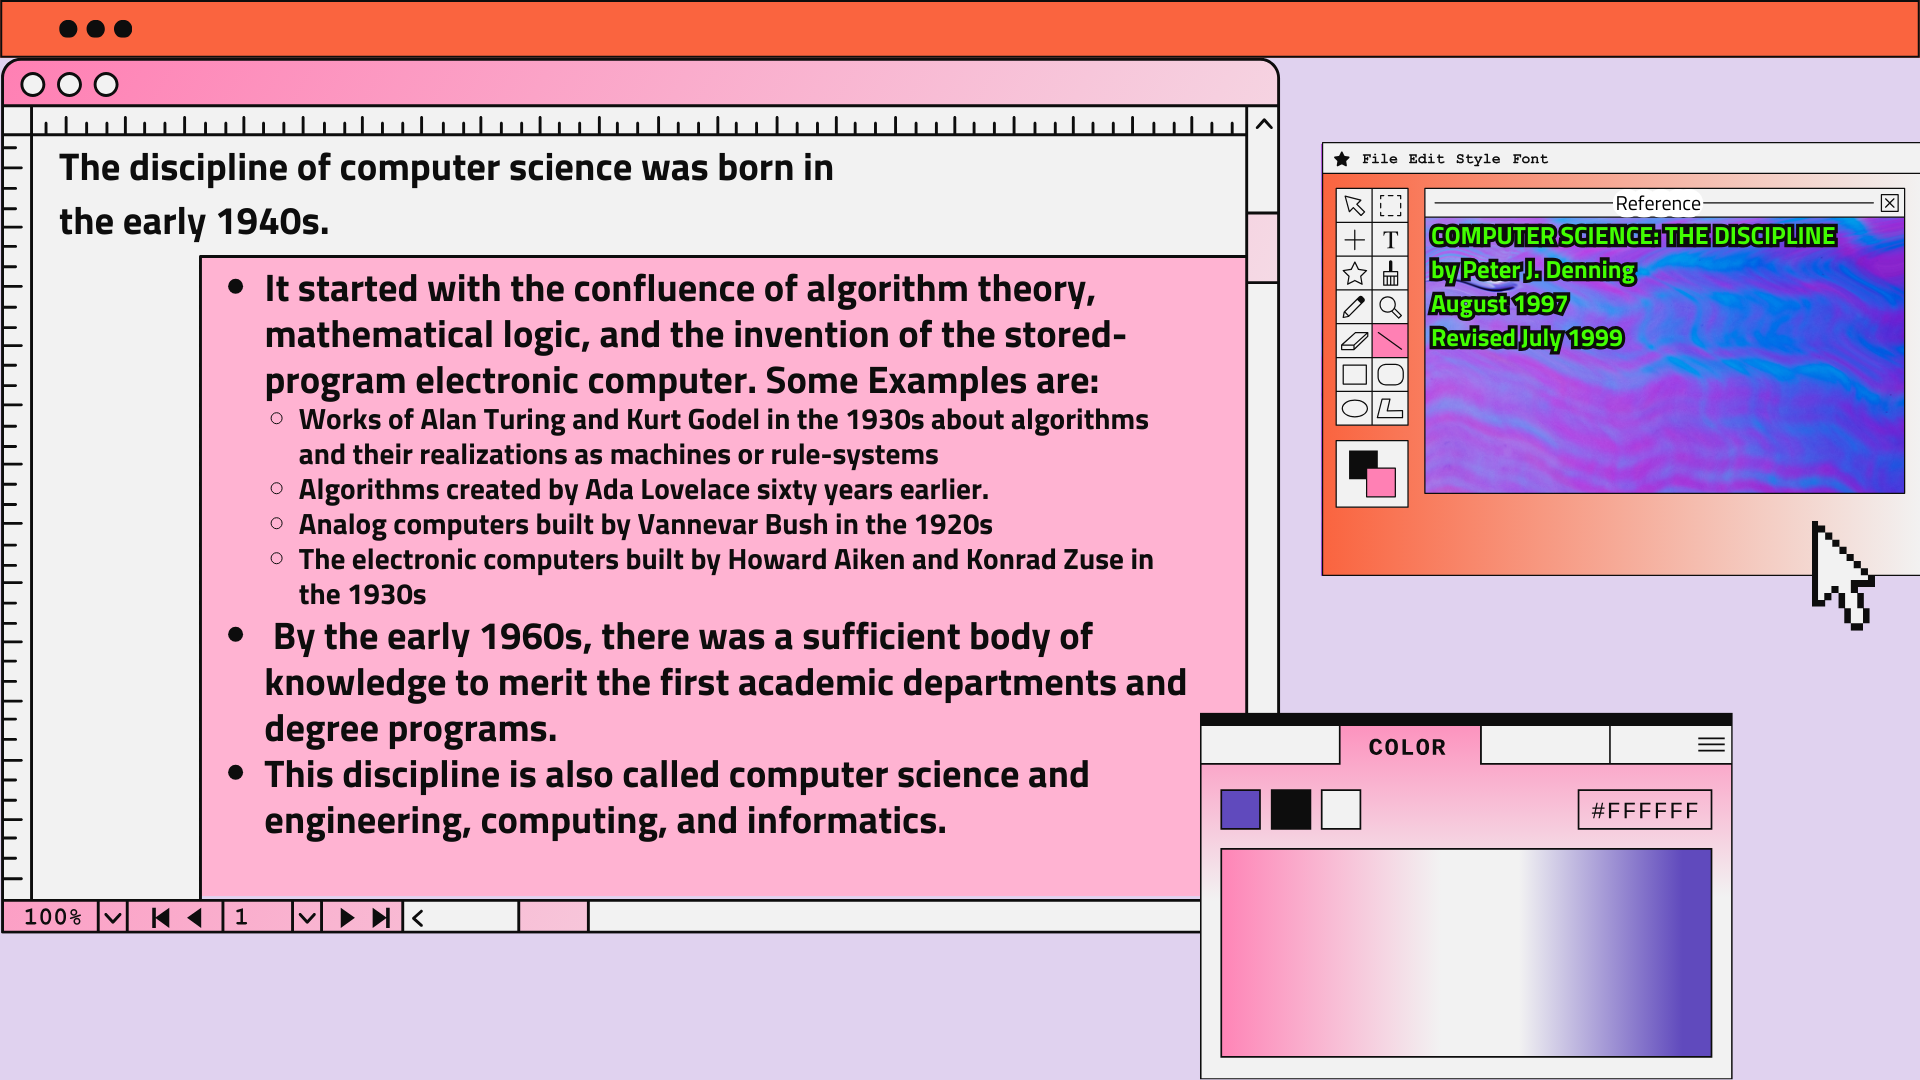 The discipline of computer science was born in
the early 1940s.
• It started with the confluence of algorithm theory,
mathematical logic, and the invention of the stored-
program electronic computer. Some Examples are:
○ Works of Alan Turing and Kurt Godel in the 1930s about algorithms
and their realizations as machines or rule-systems
○ Algorithms created by Ada Lovelace sixty years earlier.
○ Analog computers built by Vannevar Bush in the 1920s
○ The electronic computers built by Howard Aiken and Konrad Zuse in
the 1930s
• By the early 1960s, there was a sufficient body of
knowledge to merit the first academic departments and
degree programs.
• This discipline is also called computer science and
engineering, computing, and informatics.
100%
1
File Edit Style Font
T
Reference
COMPUTER SCIENCE: THE DISCIPLINE
by Peter J. Denning
August 1997
Revised July 1999
COLOR
#FFFFFF